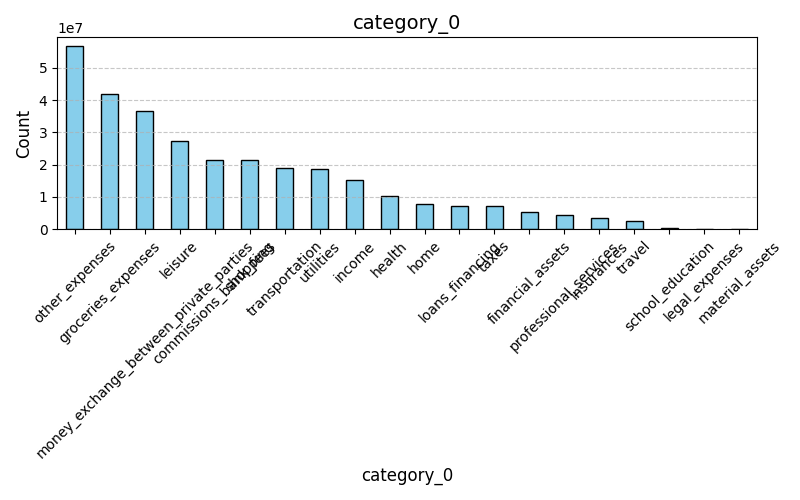 category_0
1e7
Count
5
4
3
2
1
0
other_expenses
groceries_expenses
leisure
money_exchange_between_private_parties
commissions_bank_fees
shopping
transportation
utilities
income
health
home
loans_financing
taxes
financial_assets
professional_services
insurances
travel
school_education
legal_expenses
material_assets
category_0